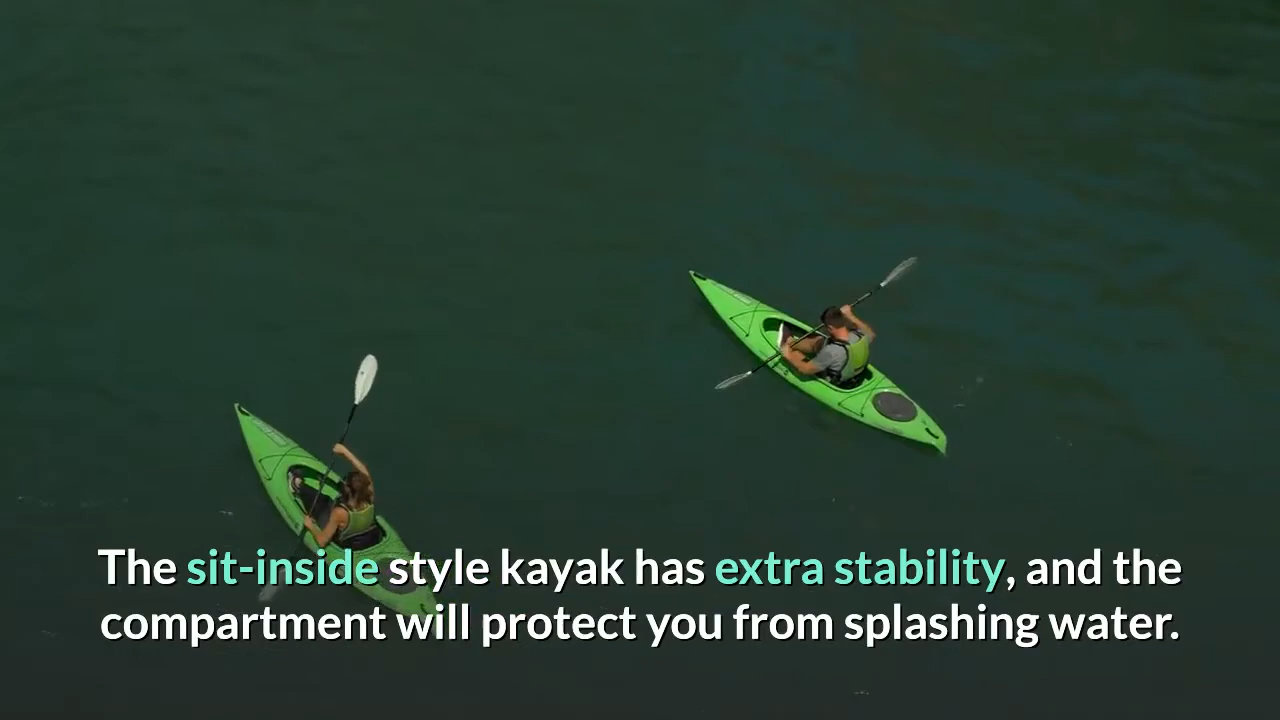 The sit-inside style kayak has extra stability, and the
compartment will protect you from splashing water.